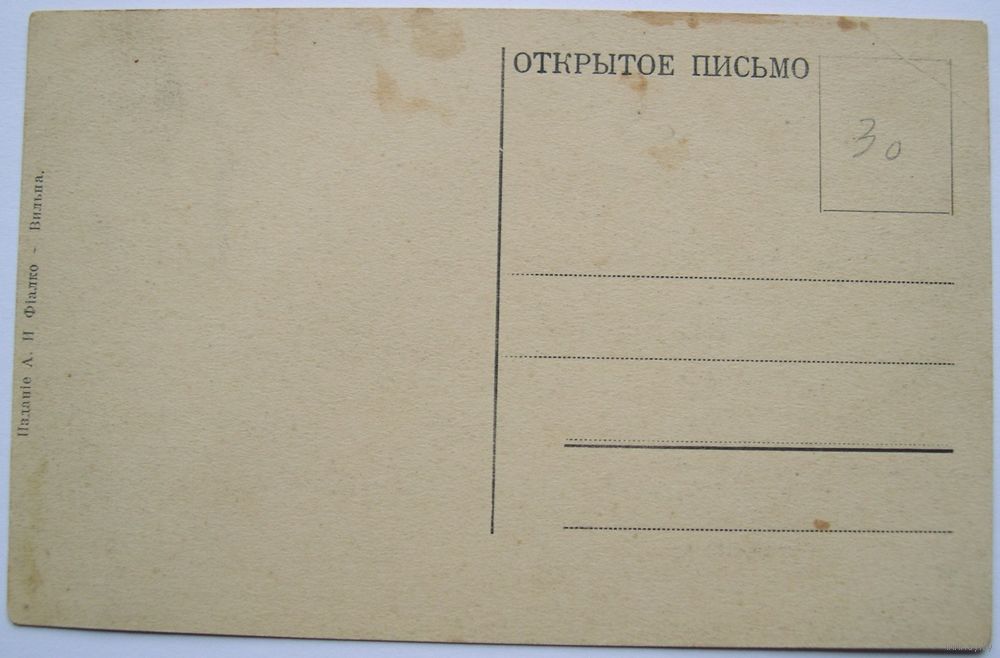 ОТКРЫТОЕ ПИСЬМО
30
Изданіе А. И Фіалко - Вильна.